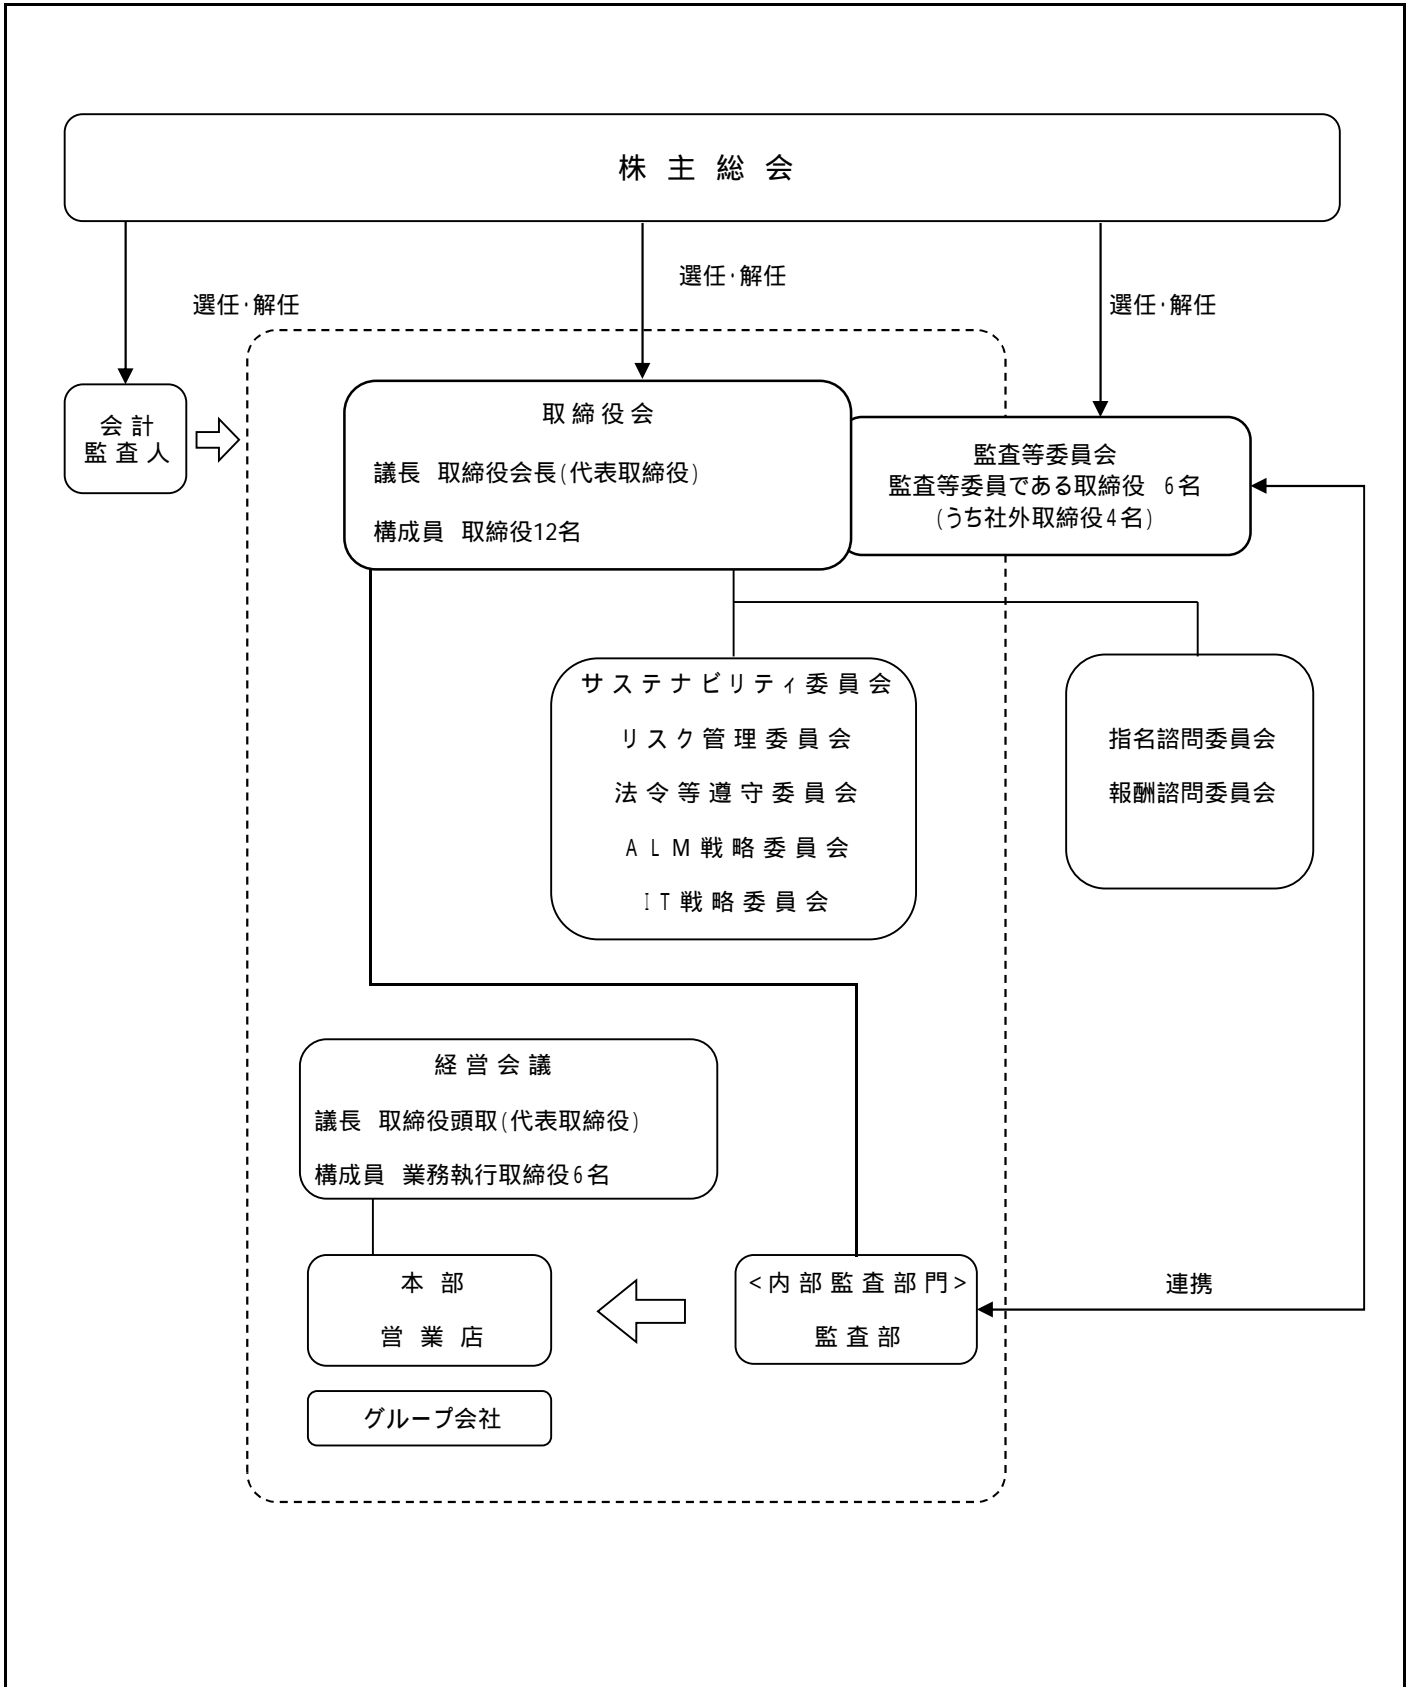 株主総会
選任･解任
選任･解任
選任･解任
会計
監査人
取締役会
議長 取締役会長(代表取締役)
構成員 取締役12名
監査等委員会
監査等委員である取締役 6名
(うち社外取締役4名)
サステナビリティ委員会
リスク管理委員会
法令等遵守委員会
ALM戦略委員会
IT戦略委員会
指名諮問委員会
報酬諮問委員会
経営会議
議長 取締役頭取(代表取締役)
構成員 業務執行取締役6名
本部
営業店
<内部監査部門>
監査部
連携
グループ会社